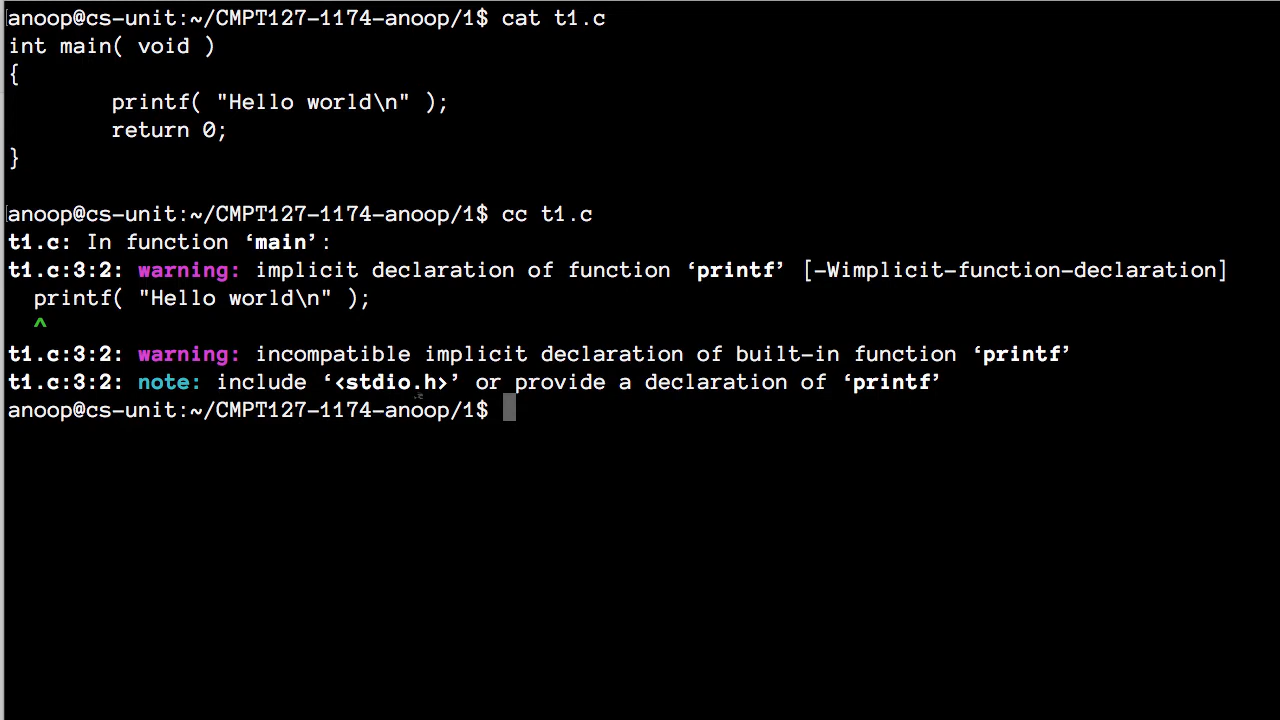 anoop@cs-unit:~/CMPT127-1174-anoop/1$ cat t1.c
int main( void )
{
        printf( "Hello world\n" );
        return 0;
}
anoop@cs-unit:~/CMPT127-1174-anoop/1$ cc t1.c
t1.c: In function ‘main’:
t1.c:3:2: warning: implicit declaration of function ‘printf’ [-Wimplicit-function-declaration]
  printf( "Hello world\n" );
  ^
t1.c:3:2: warning: incompatible implicit declaration of built-in function ‘printf’
t1.c:3:2: note: include ‘<stdio.h>’ or provide a declaration of ‘printf’
anoop@cs-unit:~/CMPT127-1174-anoop/1$